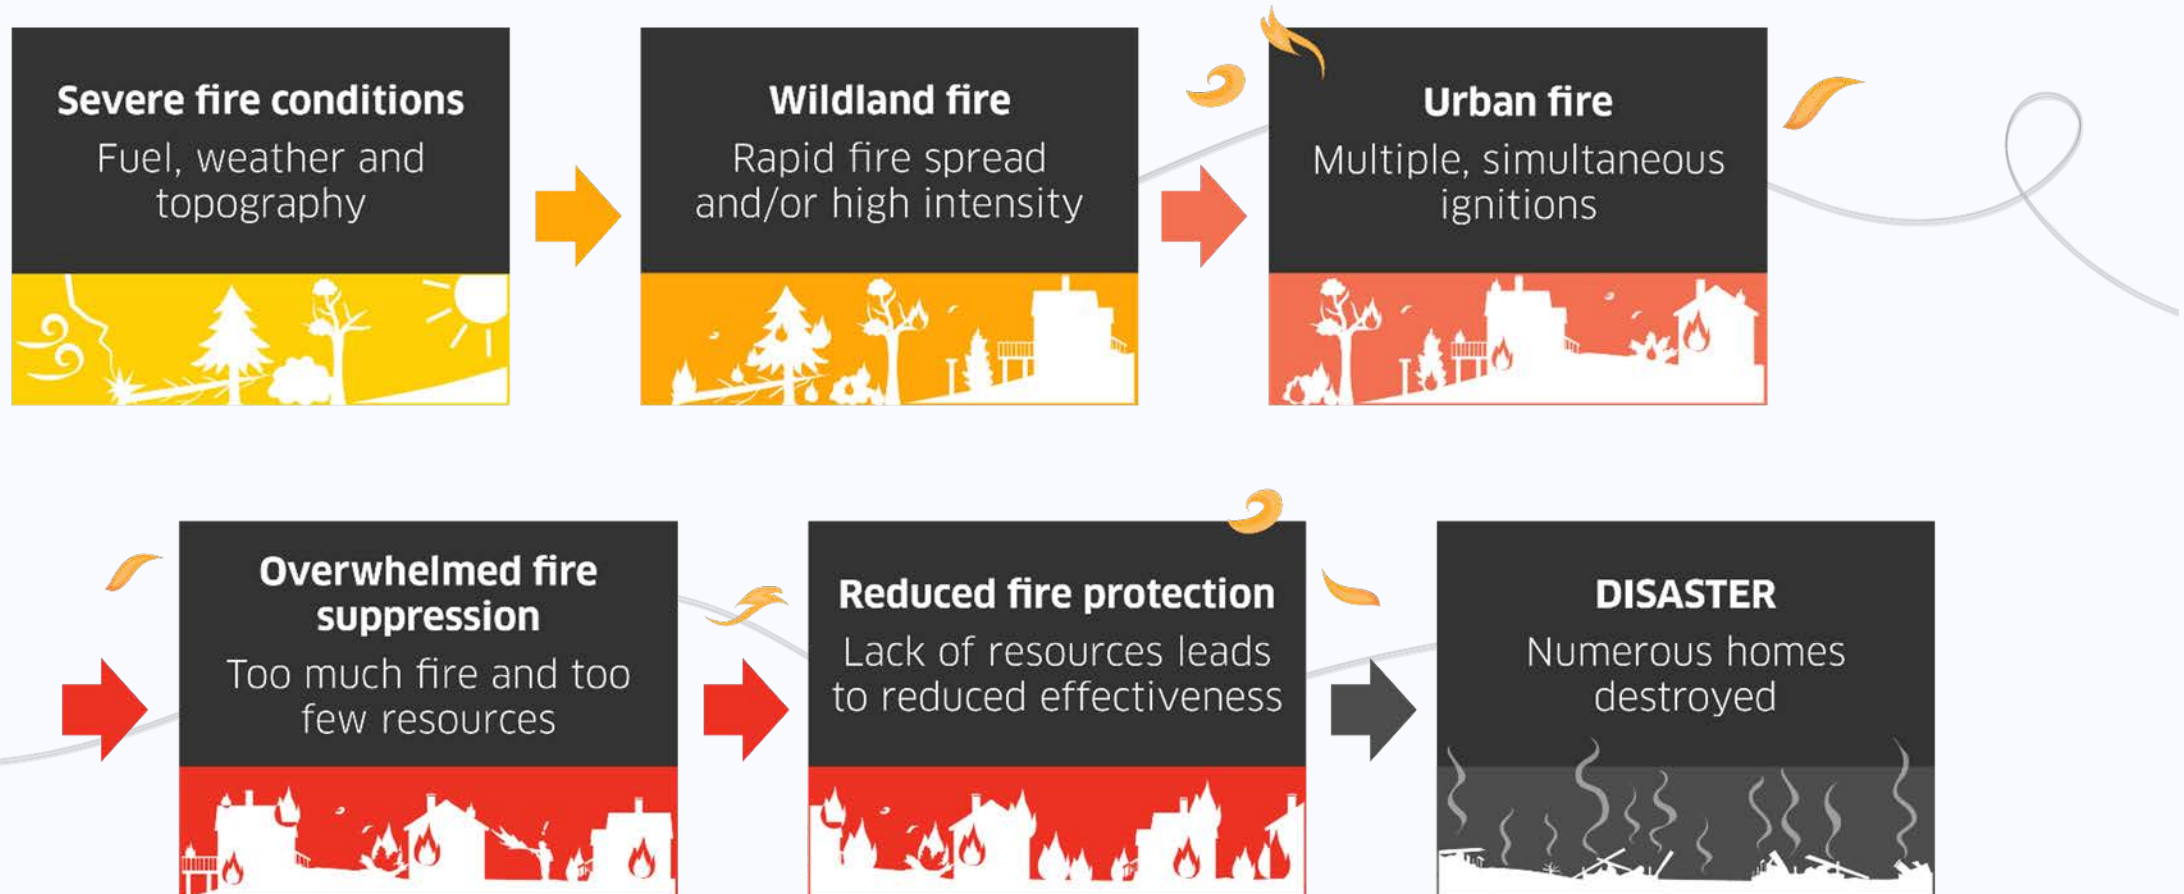 Severe fire conditions
Fuel, weather and
topography
Wildland fire
Rapid fire spread
and/or high intensity
Urban fire
Multiple, simultaneous
ignitions
Overwhelmed fire
suppression
Too much fire and too
few resources
Reduced fire protection
Lack of resources leads
to reduced effectiveness
DISASTER
Numerous homes
destroyed